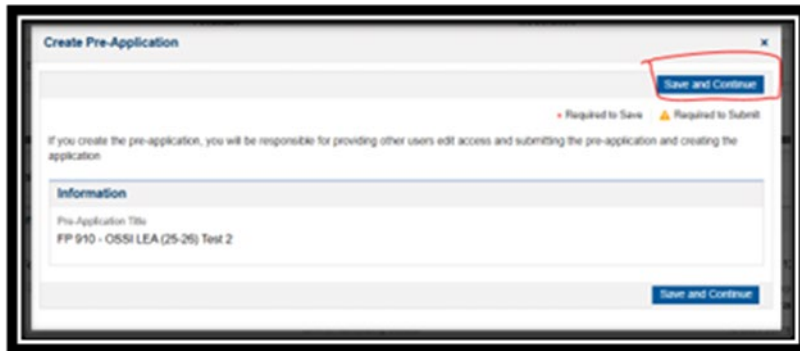 Create Pre-Application
×
Save and Continue
• Required to Save ⚠ Required to Submit
If you create the pre-application, you will be responsible for providing other users edit access and submitting the pre-application and creating the
application
Information
Pre-Application Title
FP 910 - OSSI LEA (25-26) Test 2
Save and Continue